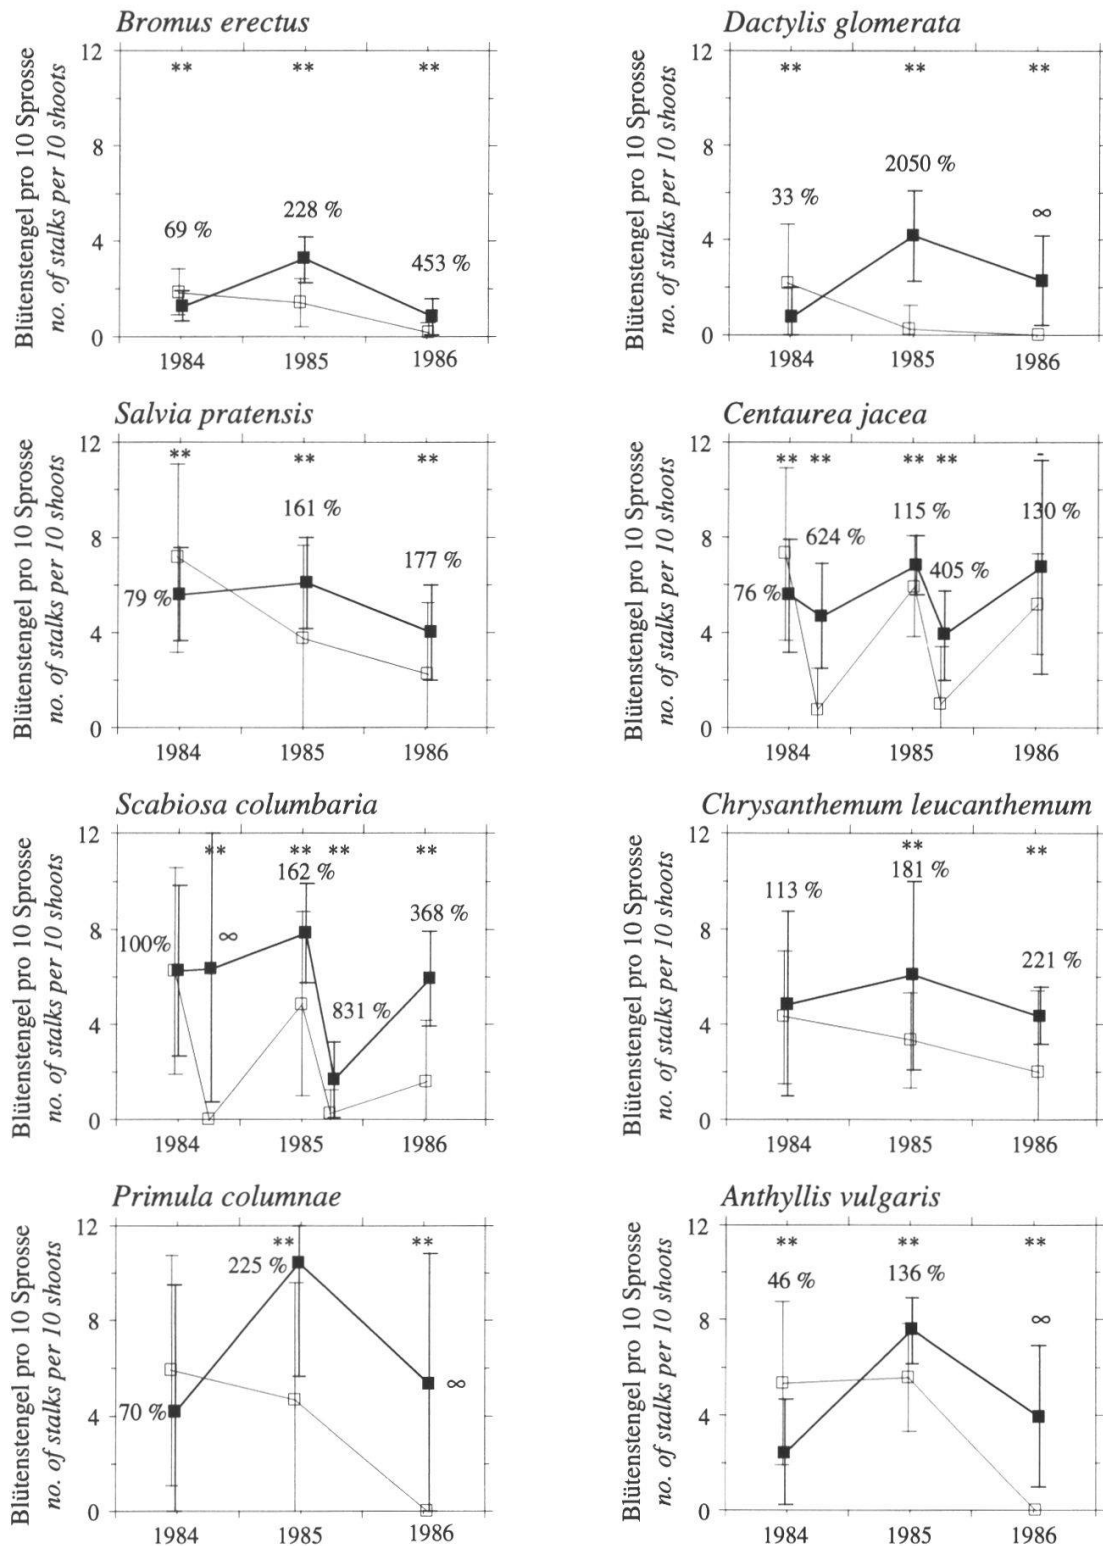 Bromus erectus
Blütenstengel pro 10 Sprosse
no. of stalks per 10 shoots
12
8
4
0
** ** **
69 %
228 %
453 %
1984 1985 1986
Dactylis glomerata
Blütenstengel pro 10 Sprosse
no. of stalks per 10 shoots
12
8
4
0
** ** **
33 %
2050 %
∞
1984 1985 1986
Salvia pratensis
Blütenstengel pro 10 Sprosse
no. of stalks per 10 shoots
12
8
4
0
** ** **
79 %
161 %
177 %
1984 1985 1986
Centaurea jacea
Blütenstengel pro 10 Sprosse
no. of stalks per 10 shoots
12
8
4
0
** ** ** ** -
76 %
624 %
115 %
405 %
130 %
1984 1985 1986
Scabiosa columbaria
Blütenstengel pro 10 Sprosse
no. of stalks per 10 shoots
12
8
4
0
** ** ** **
100%
∞
162 %
831 %
368 %
1984 1985 1986
Chrysanthemum leucanthemum
Blütenstengel pro 10 Sprosse
no. of stalks per 10 shoots
12
8
4
0
** **
113 %
181 %
221 %
1984 1985 1986
Primula columnae
Blütenstengel pro 10 Sprosse
no. of stalks per 10 shoots
12
8
4
0
** **
70 %
225 %
∞
1984 1985 1986
Anthyllis vulgaris
Blütenstengel pro 10 Sprosse
no. of stalks per 10 shoots
12
8
4
0
** ** **
46 %
136 %
∞
1984 1985 1986